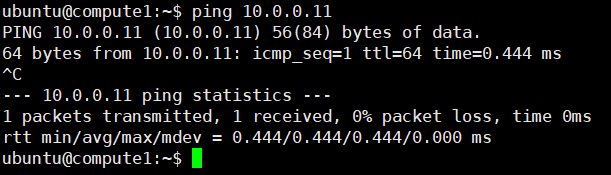 ubuntu@compute1:~$ ping 10.0.0.11
PING 10.0.0.11 (10.0.0.11) 56(84) bytes of data.
64 bytes from 10.0.0.11: icmp_seq=1 ttl=64 time=0.444 ms
^C
--- 10.0.0.11 ping statistics ---
1 packets transmitted, 1 received, 0% packet loss, time 0ms
rtt min/avg/max/mdev = 0.444/0.444/0.444/0.000 ms
ubuntu@compute1:~$